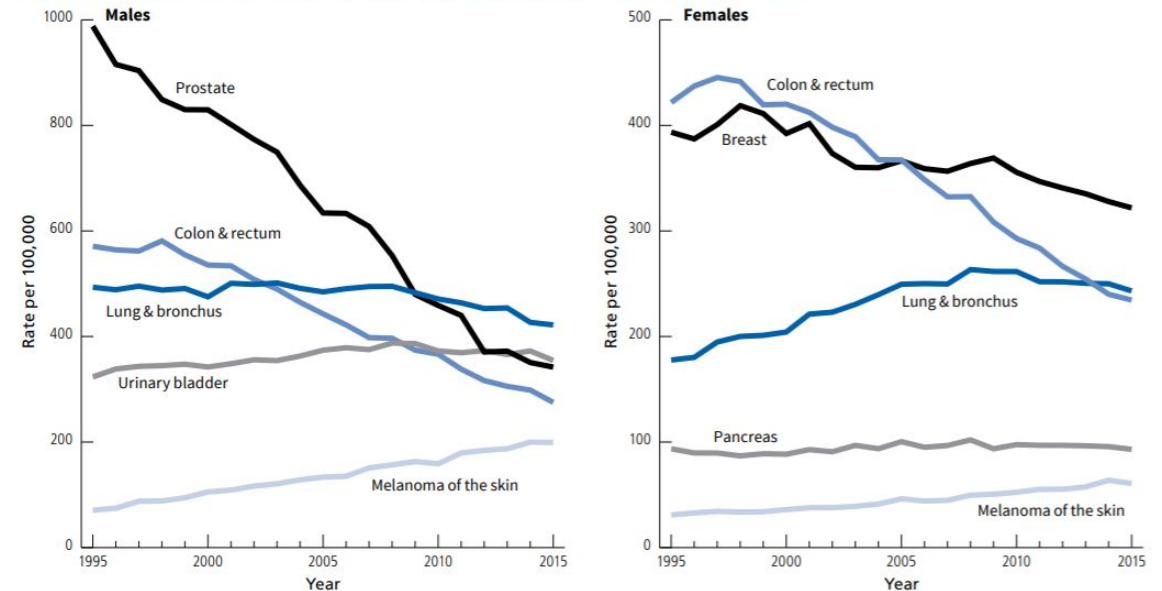 Males
1000
800
600
400
200
0
Rate per 100,000
Prostate
Colon & rectum
Lung & bronchus
Urinary bladder
Melanoma of the skin
1995 2000 2005 2010 2015
Year
Females
500
400
300
200
100
0
Rate per 100,000
Colon & rectum
Breast
Lung & bronchus
Pancreas
Melanoma of the skin
1995 2000 2005 2010 2015
Year